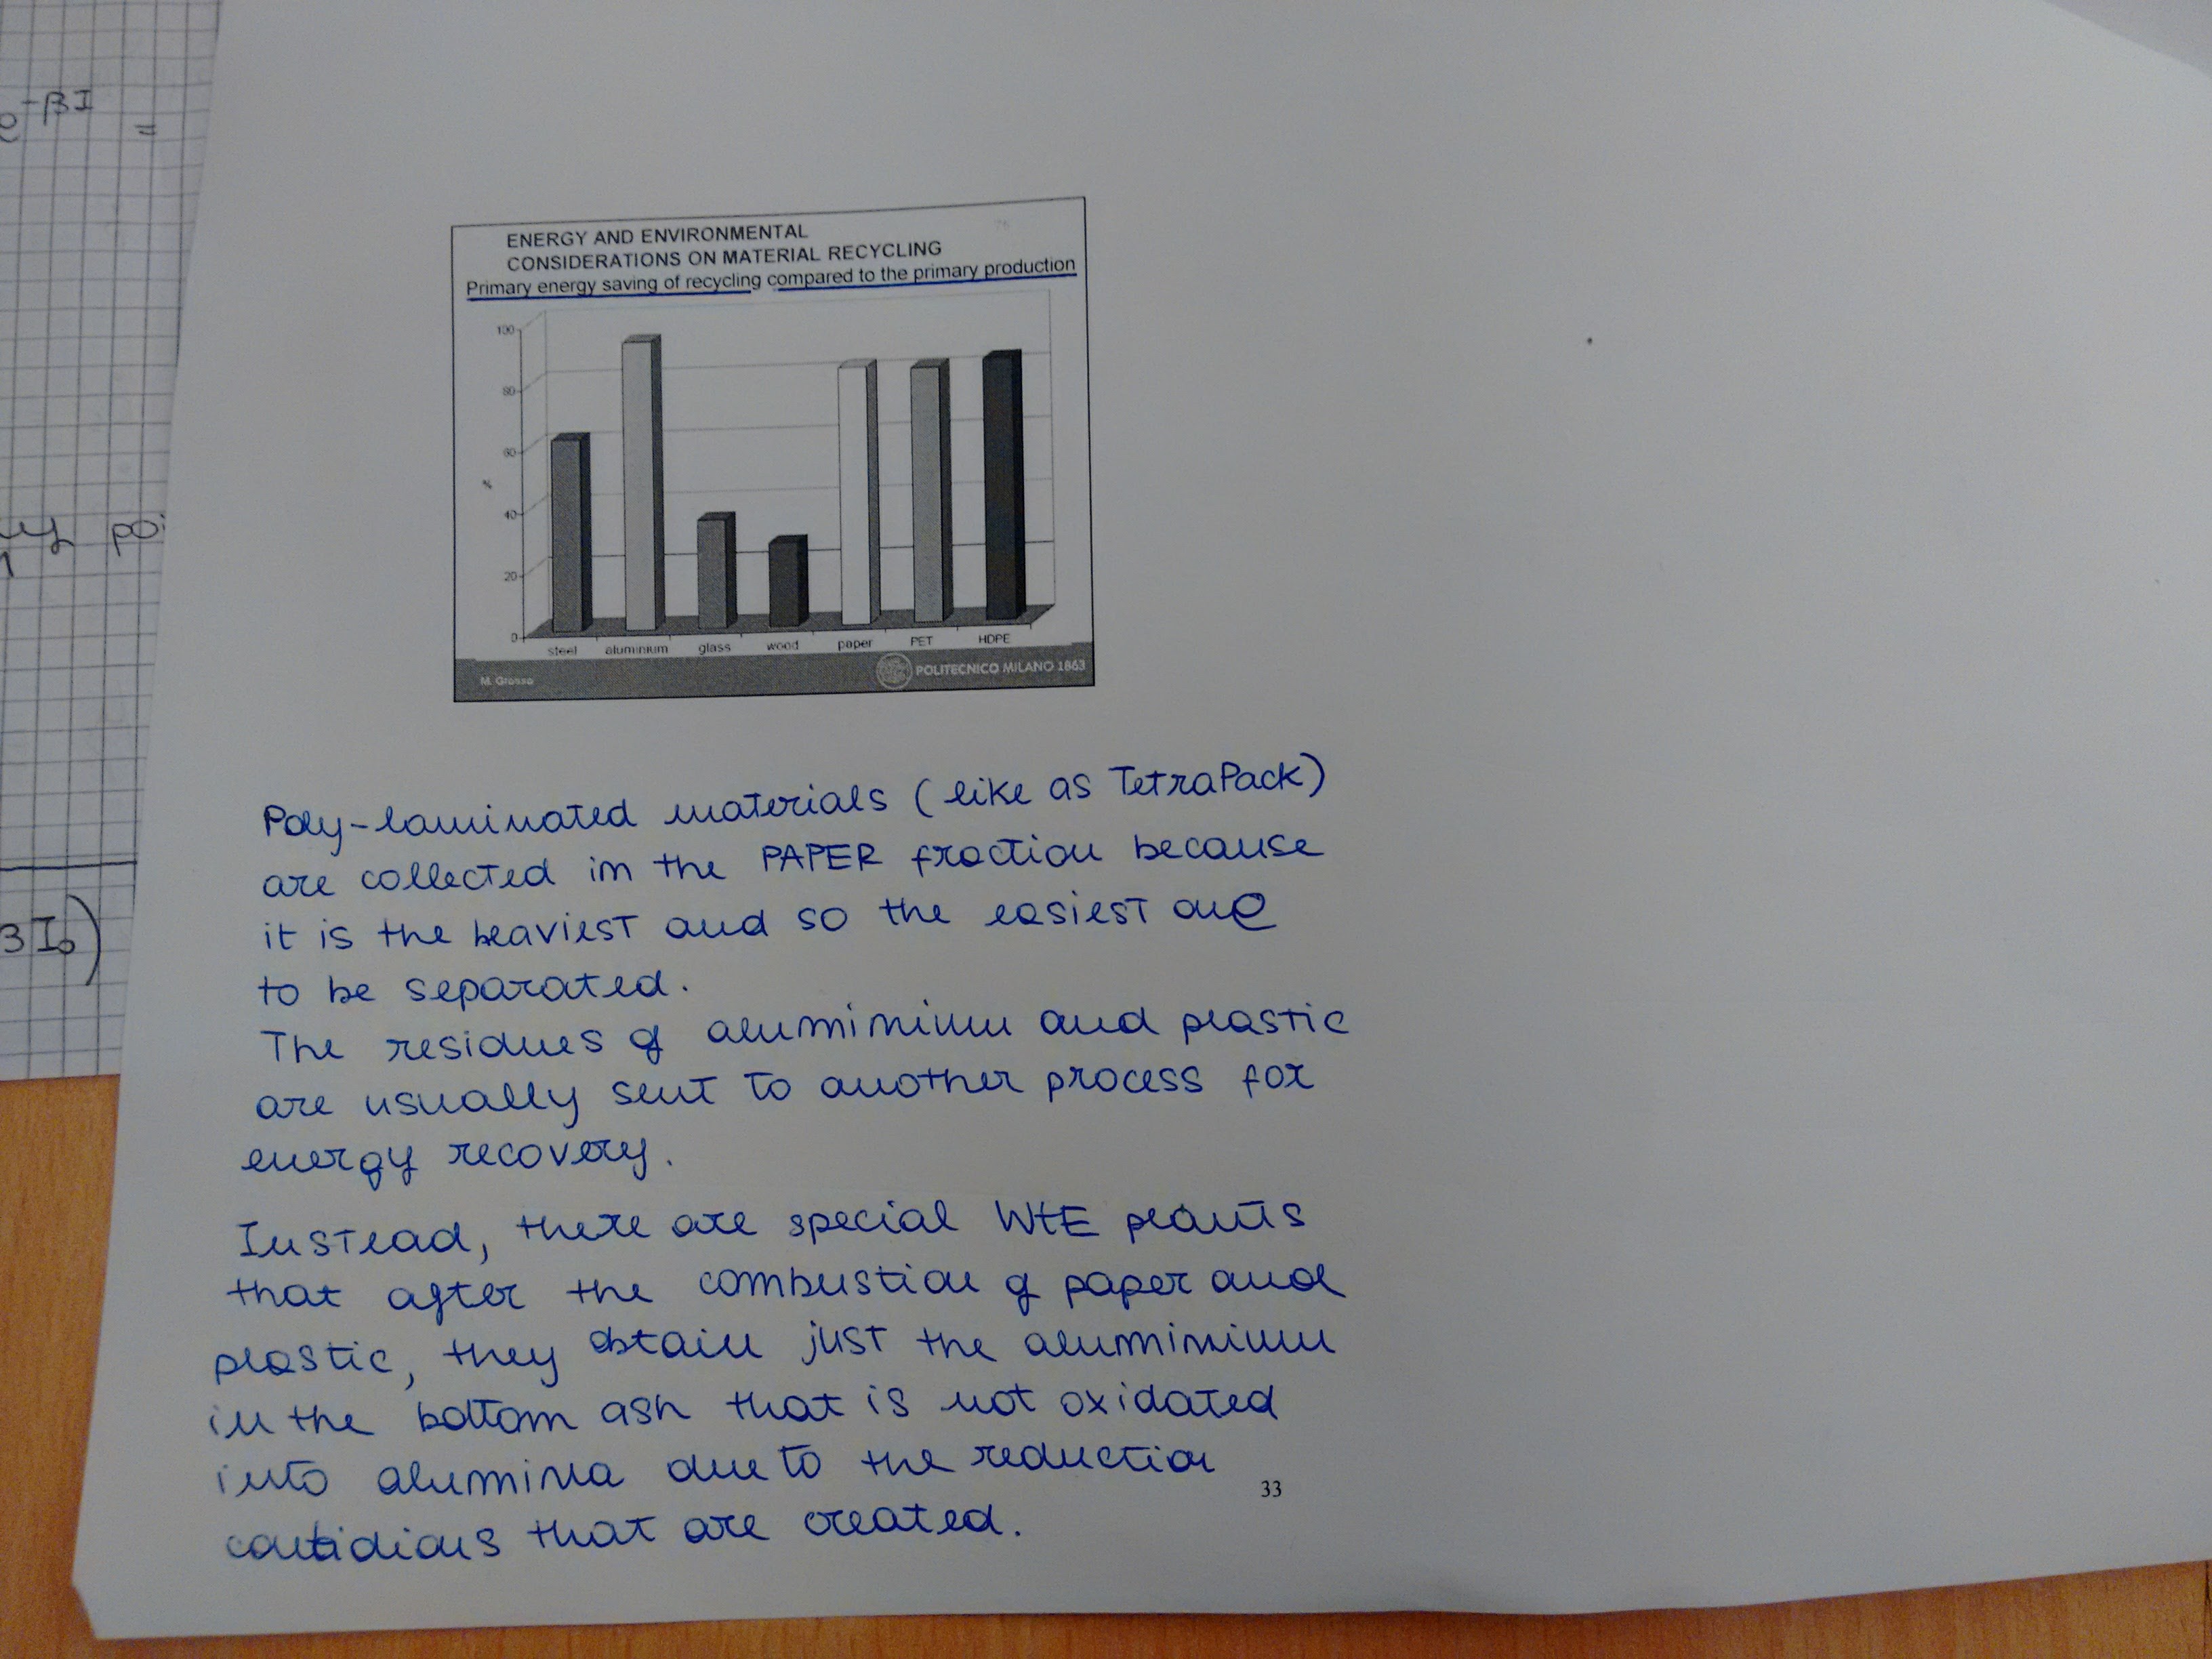 e-βI =
poi
3I₀)
76
ENERGY AND ENVIRONMENTAL
CONSIDERATIONS ON MATERIAL RECYCLING
Primary energy saving of recycling compared to the primary production
100
80
60
%
40
20
0
steel aluminium glass wood paper PET HDPE
M. Grosso
POLITECNICO MILANO 1863
Poly-laminated materials (like as TetraPack)
are collected in the PAPER fraction because
it is the heaviest and so the easiest one
to be separated.
The residues of aluminium and plastic
are usually sent to another process for
energy recovery.
Instead, there are special WtE plants
that after the combustion of paper and
plastic, they obtain just the aluminium
in the bottom ash that is not oxidated
into alumina due to the reduction
33
contidions that are created.